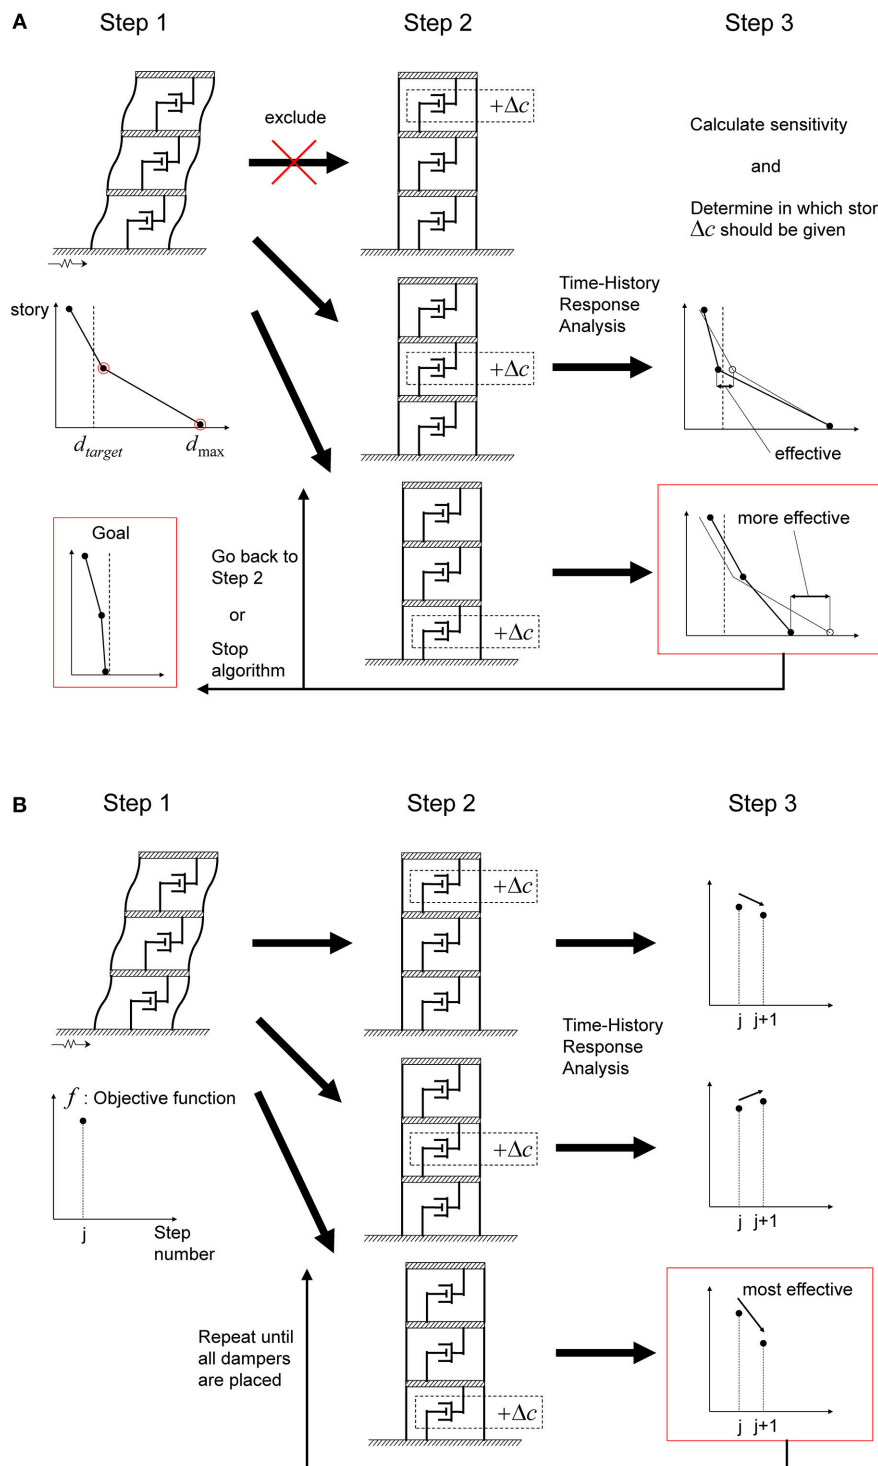 A
Step 1
Step 2
Step 3
exclude
+Δc
Calculate sensitivity
and
Determine in which stor
Δc should be given
story
d_target
d_max
+Δc
Time-History
Response
Analysis
effective
Goal
Go back to
Step 2
or
Stop
algorithm
+Δc
more effective
B
Step 1
Step 2
Step 3
+Δc
j j+1
f : Objective function
j
Step
number
+Δc
Time-History
Response
Analysis
j j+1
Repeat until
all dampers
are placed
+Δc
most effective
j j+1